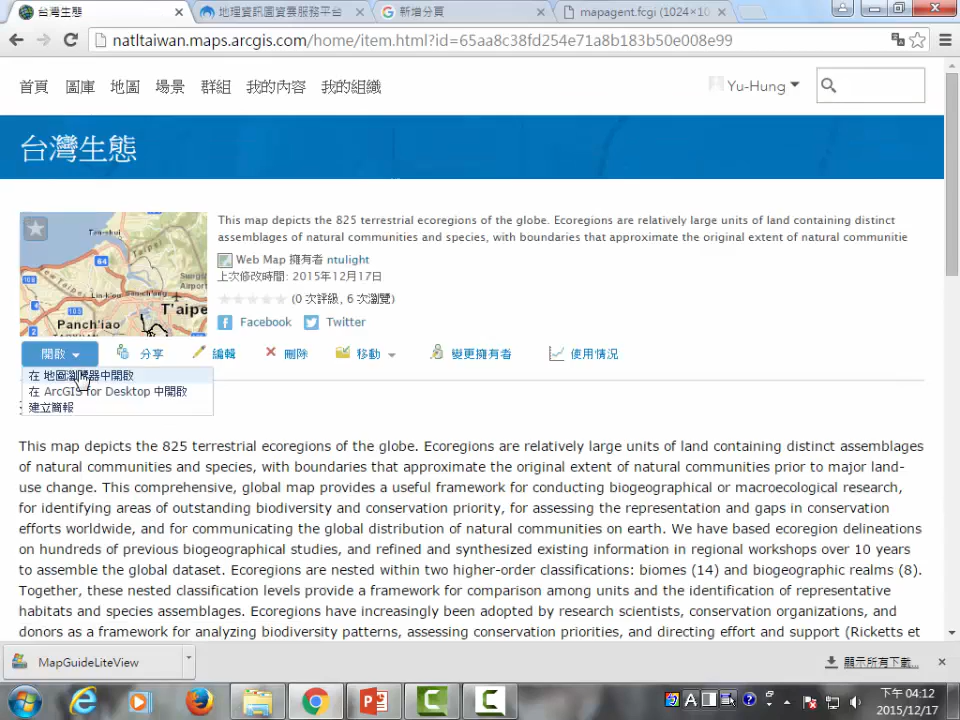 台灣生態
地理資訊圖資雲服務平台
新增分頁
mapagent.fcgi (1024×10
natltaiwan.maps.arcgis.com/home/item.html?id=65aa8c38fd254e71a8b183b50e008e99
首頁 圖庫 地圖 場景 群組 我的內容 我的組織
Yu-Hung
台灣生態
This map depicts the 825 terrestrial ecoregions of the globe. Ecoregions are relatively large units of land containing distinct
assemblages of natural communities and species, with boundaries that approximate the original extent of natural communitie
Web Map 擁有者 ntulight
上次修改時間: 2015年12月17日
(0 次評級, 6 次瀏覽)
Facebook Twitter
Panch'iao
T'aipe
開啟 分享 編輯 刪除 移動 變更擁有者 使用情況
在 地圖瀏覽器中開啟
在 ArcGIS for Desktop 中開啟
建立簡報
This map depicts the 825 terrestrial ecoregions of the globe. Ecoregions are relatively large units of land containing distinct assemblages
of natural communities and species, with boundaries that approximate the original extent of natural communities prior to major land-
use change. This comprehensive, global map provides a useful framework for conducting biogeographical or macroecological research,
for identifying areas of outstanding biodiversity and conservation priority, for assessing the representation and gaps in conservation
efforts worldwide, and for communicating the global distribution of natural communities on earth. We have based ecoregion delineations
on hundreds of previous biogeographical studies, and refined and synthesized existing information in regional workshops over 10 years
to assemble the global dataset. Ecoregions are nested within two higher-order classifications: biomes (14) and biogeographic realms (8).
Together, these nested classification levels provide a framework for comparison among units and the identification of representative
habitats and species assemblages. Ecoregions have increasingly been adopted by research scientists, conservation organizations, and
donors as a framework for analyzing biodiversity patterns, assessing conservation priorities, and directing effort and support (Ricketts et
MapGuideLiteView
顯示所有下載...
下午 04:12
2015/12/17